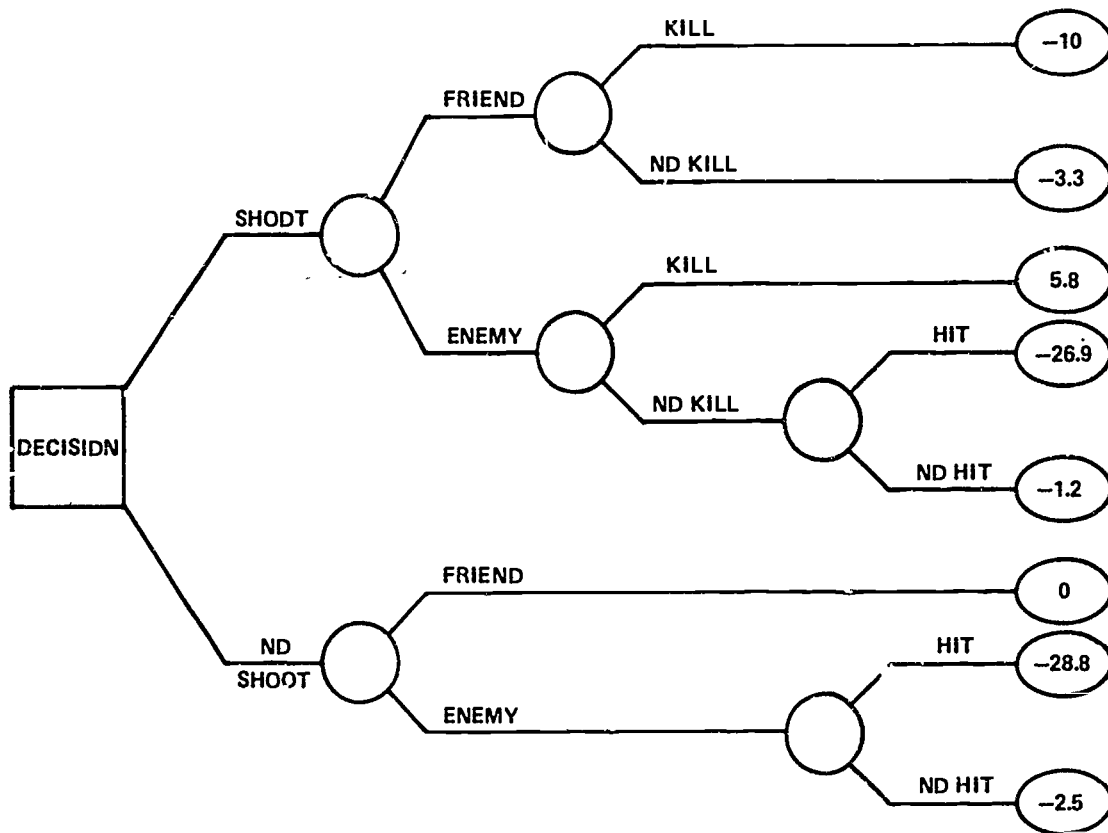 KILL
−10
FRIEND
ND KILL
−3.3
SHODT
KILL
5.8
ENEMY
HIT
−26.9
ND KILL
DECISIDN
ND HIT
−1.2
FRIEND
0
ND
SHOOT
HIT
−28.8
ENEMY
ND HIT
−2.5